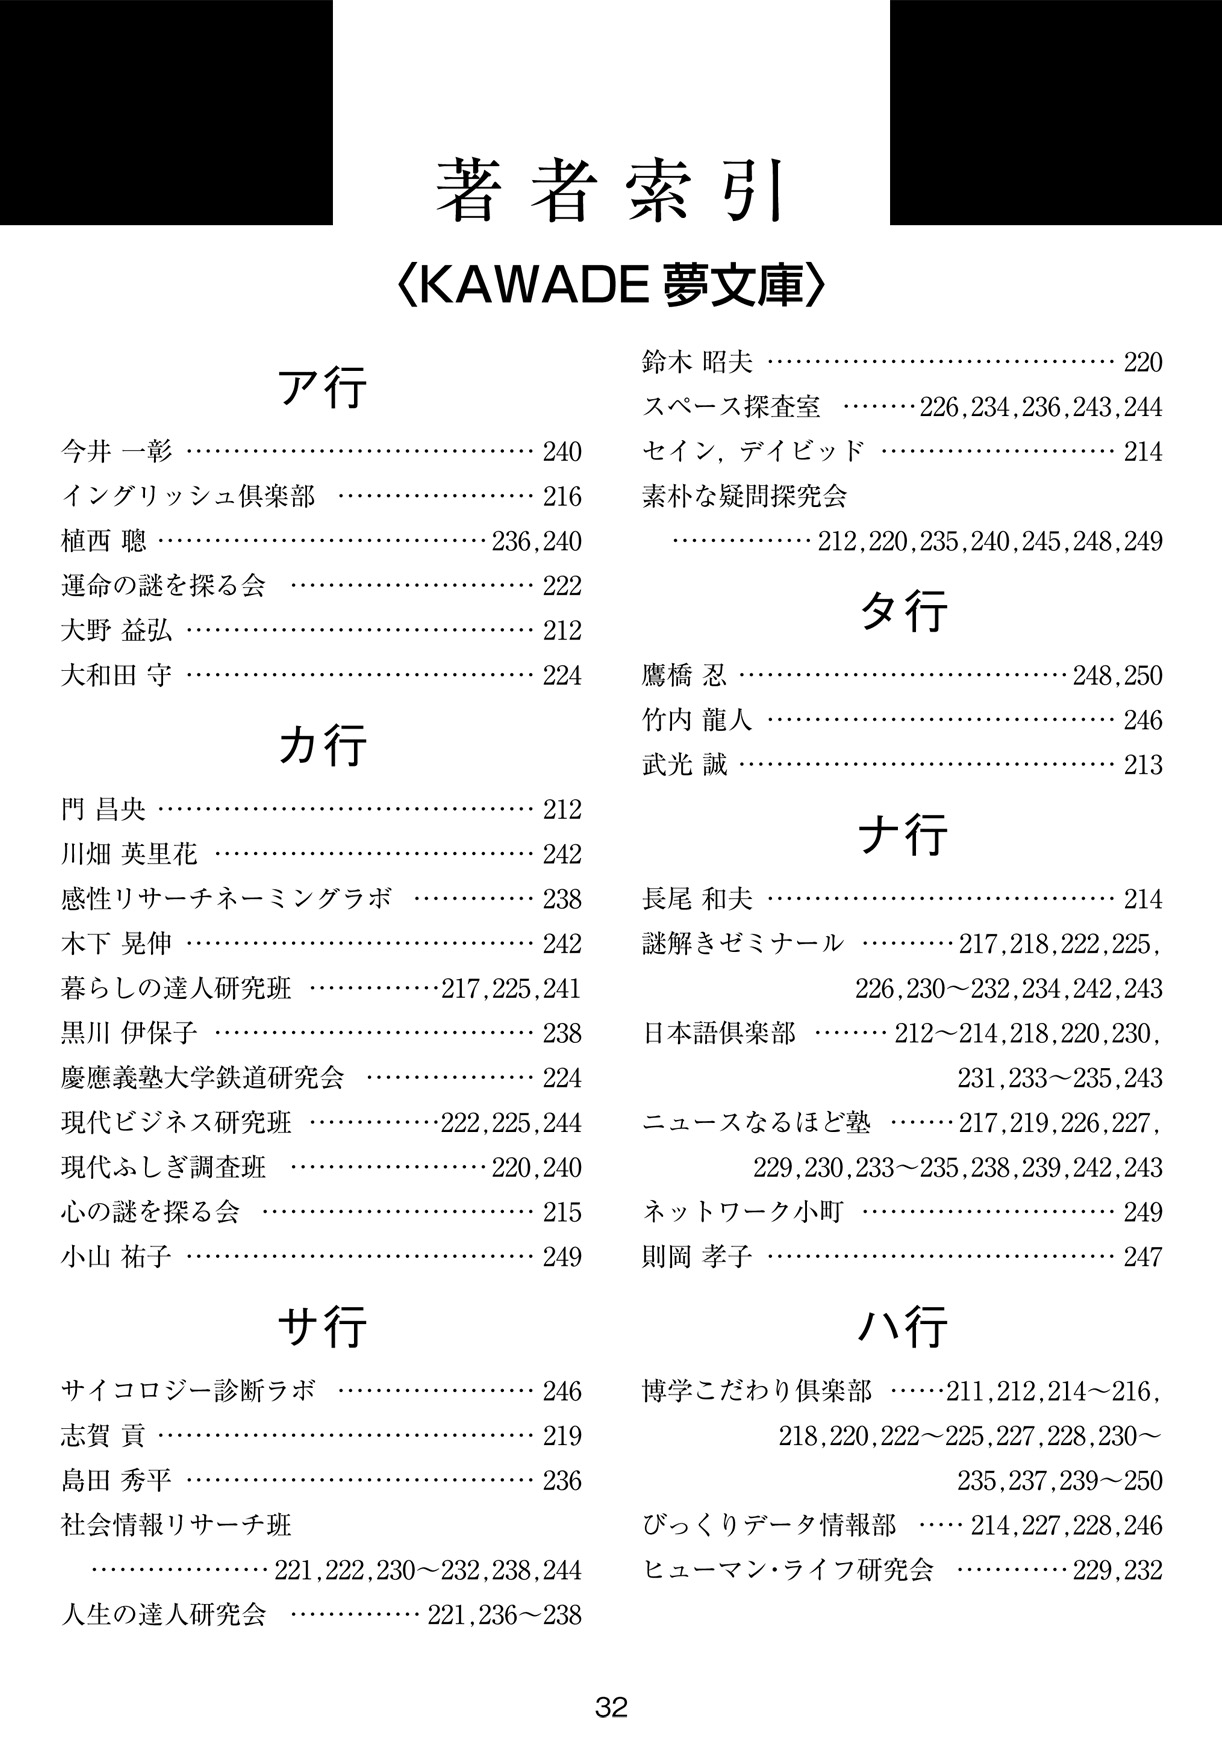 著者索引
〈KAWADE 夢文庫〉
ア行
今井 一彰 ………………………………… 240
イングリッシュ倶楽部 ………………… 216
植西 聰 ……………………………… 236,240
運命の謎を探る会 ……………………… 222
大野 益弘 ………………………………… 212
大和田 守 ………………………………… 224
カ行
門 昌央 …………………………………… 212
川畑 英里花 ……………………………… 242
感性リサーチネーミングラボ ………… 238
木下 晃伸 ………………………………… 242
暮らしの達人研究班 ……………217,225,241
黒川 伊保子 ……………………………… 238
慶應義塾大学鉄道研究会 ……………… 224
現代ビジネス研究班 ……………222,225,244
現代ふしぎ調査班 …………………220,240
心の謎を探る会 ………………………… 215
小山 祐子 ………………………………… 249
サ行
サイコロジー診断ラボ ………………… 246
志賀 貢 …………………………………… 219
島田 秀平 ………………………………… 236
社会情報リサーチ班
………………… 221,222,230〜232,238,244
人生の達人研究会 …………… 221,236〜238
鈴木 昭夫 ………………………………… 220
スペース探査室 ………226,234,236,243,244
セイン, デイビッド ……………………… 214
素朴な疑問探究会
…………… 212,220,235,240,245,248,249
タ行
鷹橋 忍 ………………………………248,250
竹内 龍人 ………………………………… 246
武光 誠 …………………………………… 213
ナ行
長尾 和夫 ………………………………… 214
謎解きゼミナール ……… 217,218,222,225,
226,230〜232,234,242,243
日本語倶楽部 ……… 212〜214,218,220,230,
231,233〜235,243
ニュースなるほど塾 ……217,219,226,227,
229,230,233〜235,238,239,242,243
ネットワーク小町 ……………………… 249
則岡 孝子 ………………………………… 247
ハ行
博学こだわり倶楽部 ……211,212,214〜216,
218,220,222〜225,227,228,230〜
235,237,239〜250
びっくりデータ情報部 …… 214,227,228,246
ヒューマン・ライフ研究会 …………229,232
32